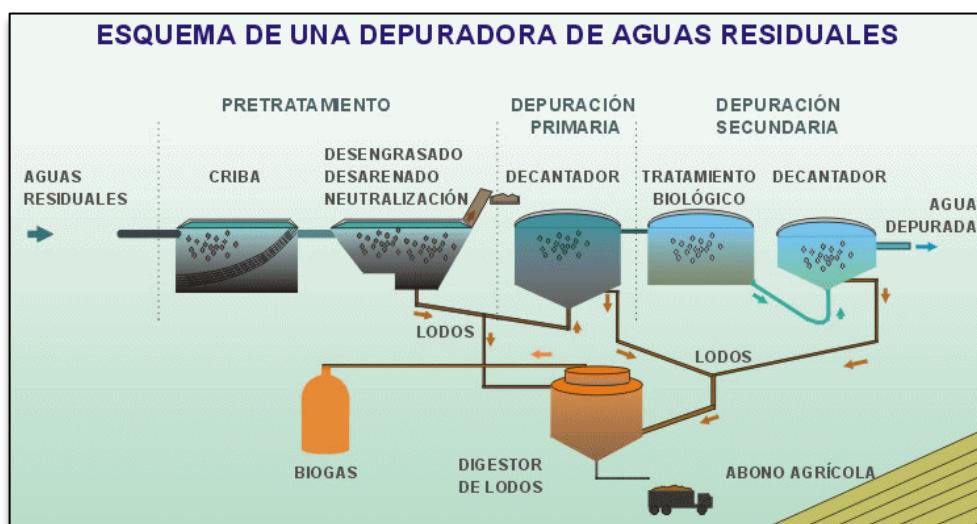 ESQUEMA DE UNA DEPURADORA DE AGUAS RESIDUALES
PRETRATAMIENTO
DEPURACIÓN
PRIMARIA
DEPURACIÓN
SECUNDARIA
AGUAS
RESIDUALES
CRIBA
DESENGRASADO
DESARENADO
NEUTRALIZACIÓN
DECANTADOR
TRATAMIENTO
BIOLÓGICO
DECANTADOR
AGUA
DEPURADA
LODOS
LODOS
BIOGAS
DIGESTOR
DE LODOS
ABONO AGRÍCOLA